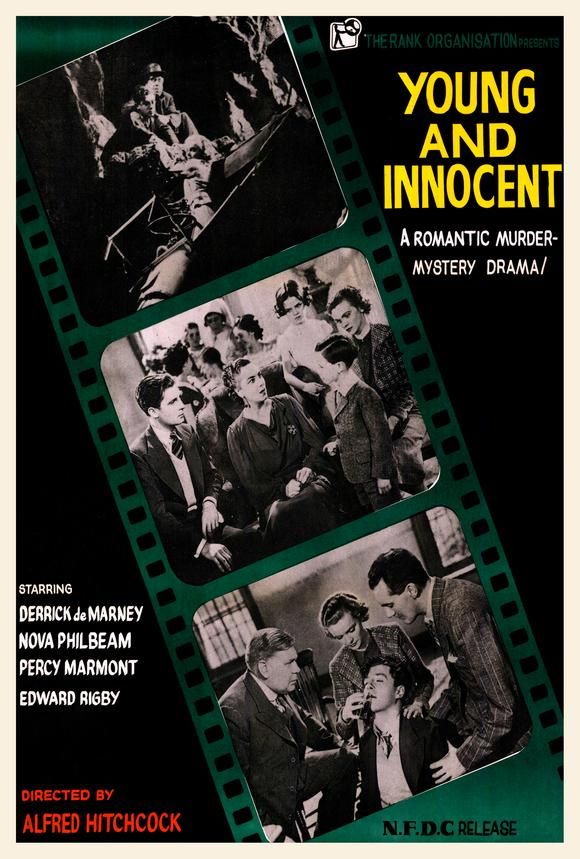 THE RANK ORGANISATION PRESENTS
YOUNG
AND
INNOCENT
A ROMANTIC MURDER-
MYSTERY DRAMA!
STARRING
DERRICK de MARNEY
NOVA PHILBEAM
PERCY MARMONT
EDWARD RIGBY
DIRECTED BY
ALFRED HITCHCOCK
N.F.D.C RELEASE